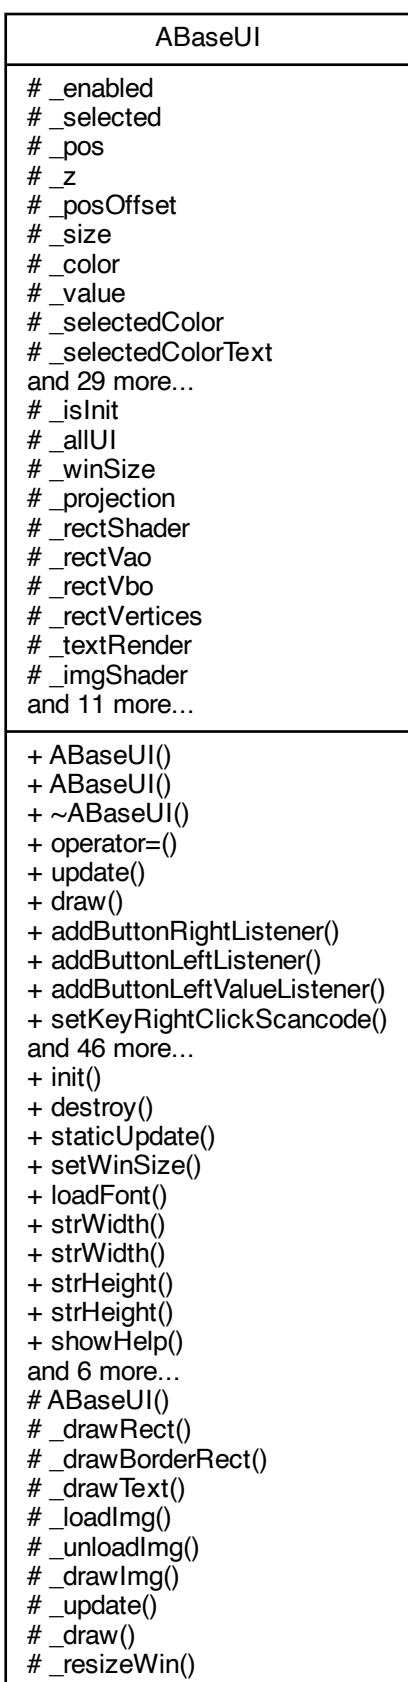 ABaseUI
# _enabled
# _selected
# _pos
# _z
# _posOffset
# _size
# _color
# _value
# _selectedColor
# _selectedColorText
and 29 more...
# _isInit
# _allUI
# _winSize
# _projection
# _rectShader
# _rectVao
# _rectVbo
# _rectVertices
# _textRender
# _imgShader
and 11 more...
+ ABaseUI()
+ ABaseUI()
+ ~ABaseUI()
+ operator=()
+ update()
+ draw()
+ addButtonRightListener()
+ addButtonLeftListener()
+ addButtonLeftValueListener()
+ setKeyRightClickScancode()
and 46 more...
+ init()
+ destroy()
+ staticUpdate()
+ setWinSize()
+ loadFont()
+ strWidth()
+ strWidth()
+ strHeight()
+ strHeight()
+ showHelp()
and 6 more...
# ABaseUI()
# _drawRect()
# _drawBorderRect()
# _drawText()
# _loadImg()
# _unloadImg()
# _drawImg()
# _update()
# _draw()
# _resizeWin()